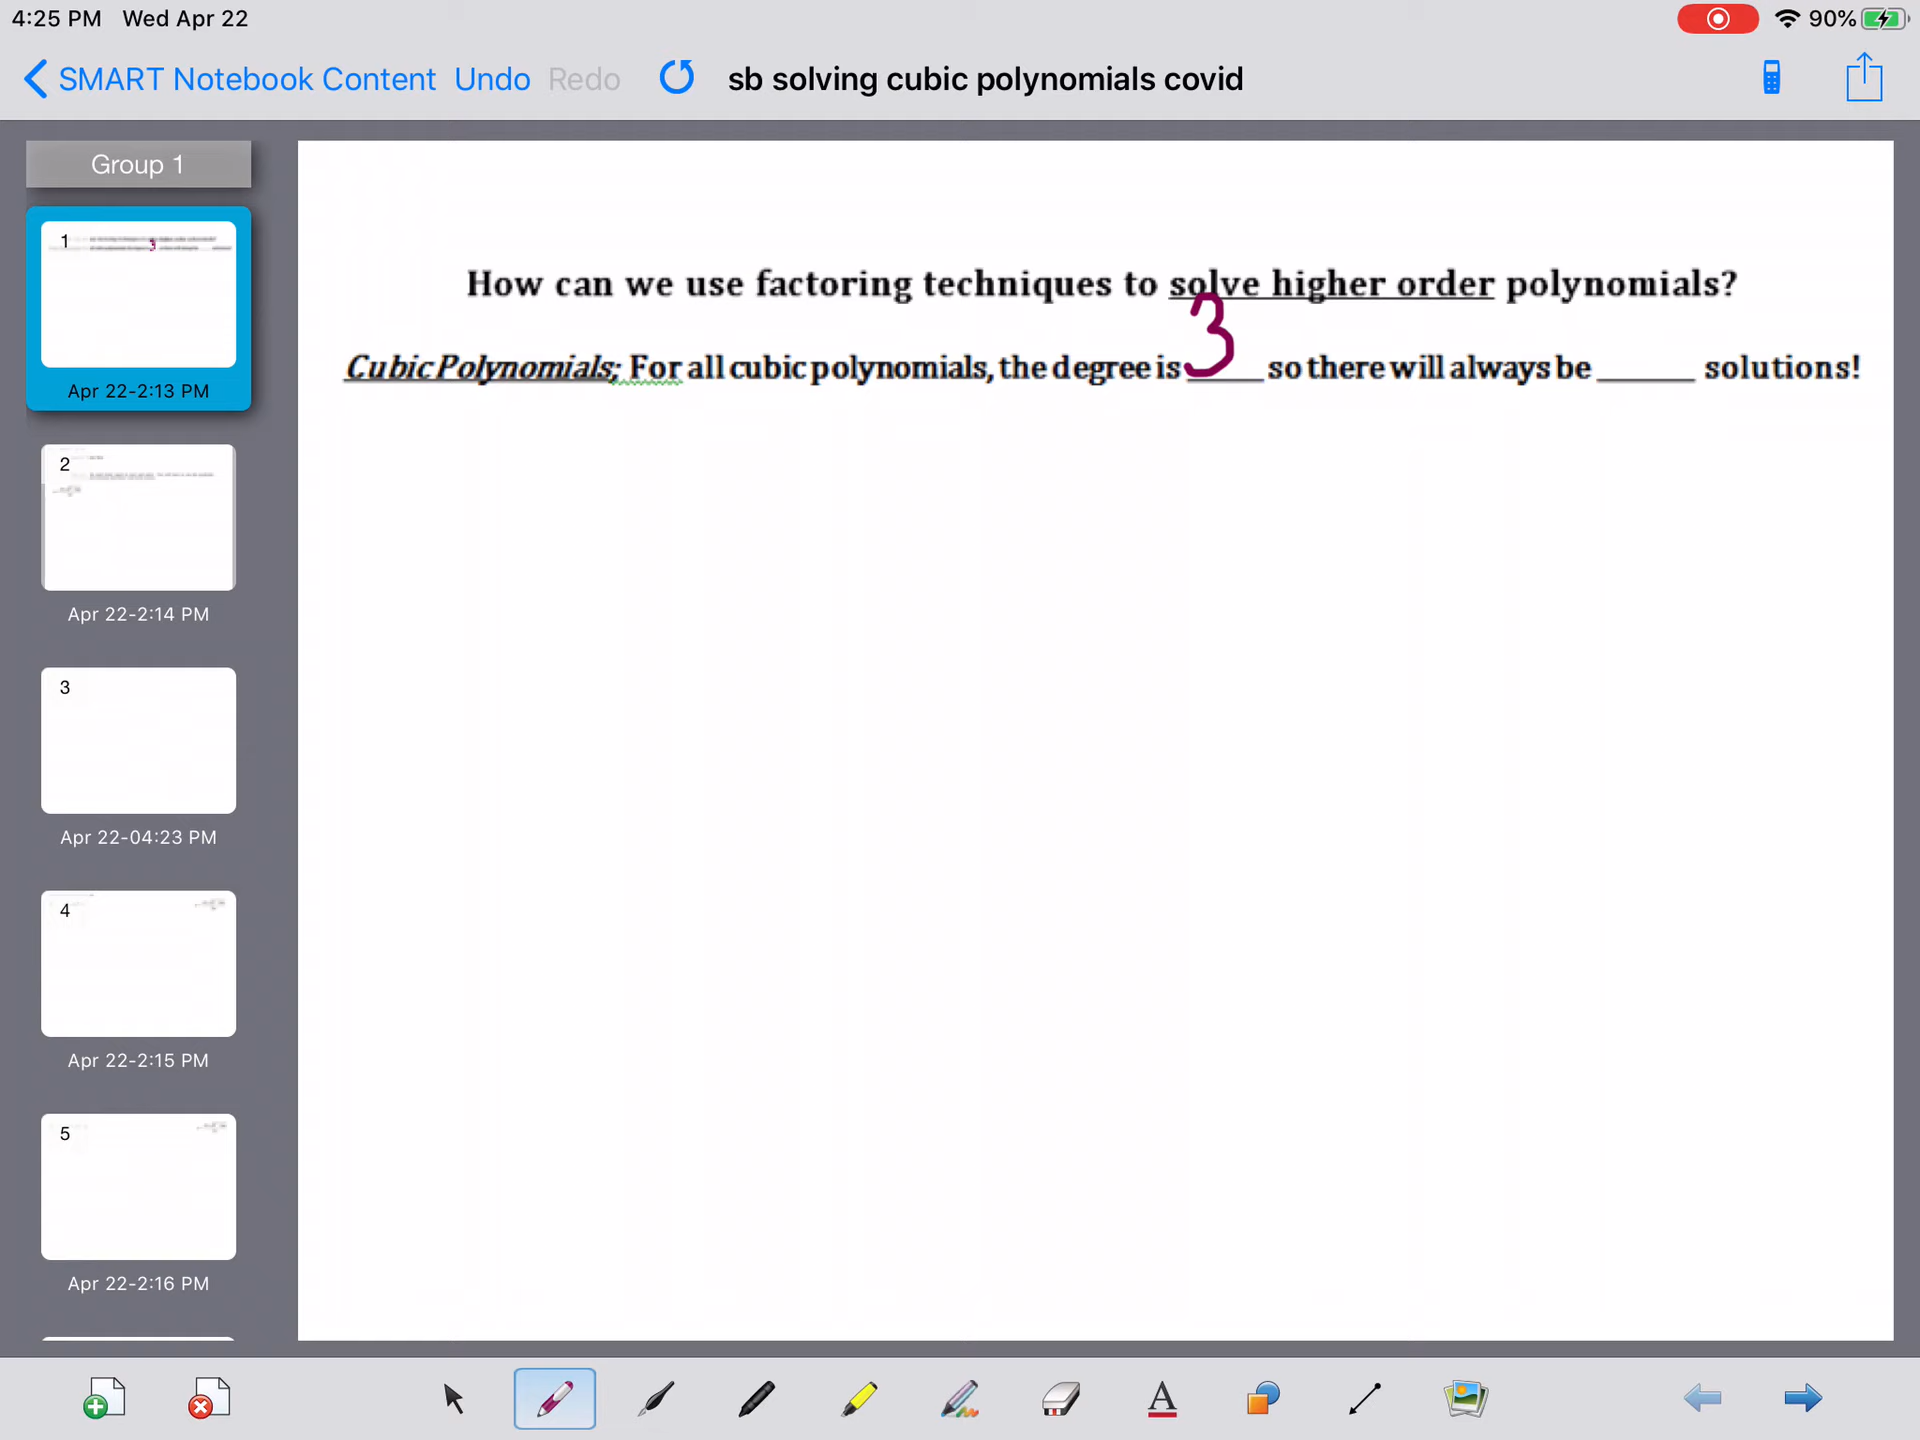 4:25 PM Wed Apr 22
90%
SMART Notebook Content Undo Redo sb solving cubic polynomials covid
Group 1
1
Apr 22-2:13 PM
2
Apr 22-2:14 PM
3
Apr 22-04:23 PM
4
Apr 22-2:15 PM
5
Apr 22-2:16 PM
How can we use factoring techniques to solve higher order polynomials?
Cubic Polynomials; For all cubic polynomials, the degree is 3 so there will always be ______ solutions!
A